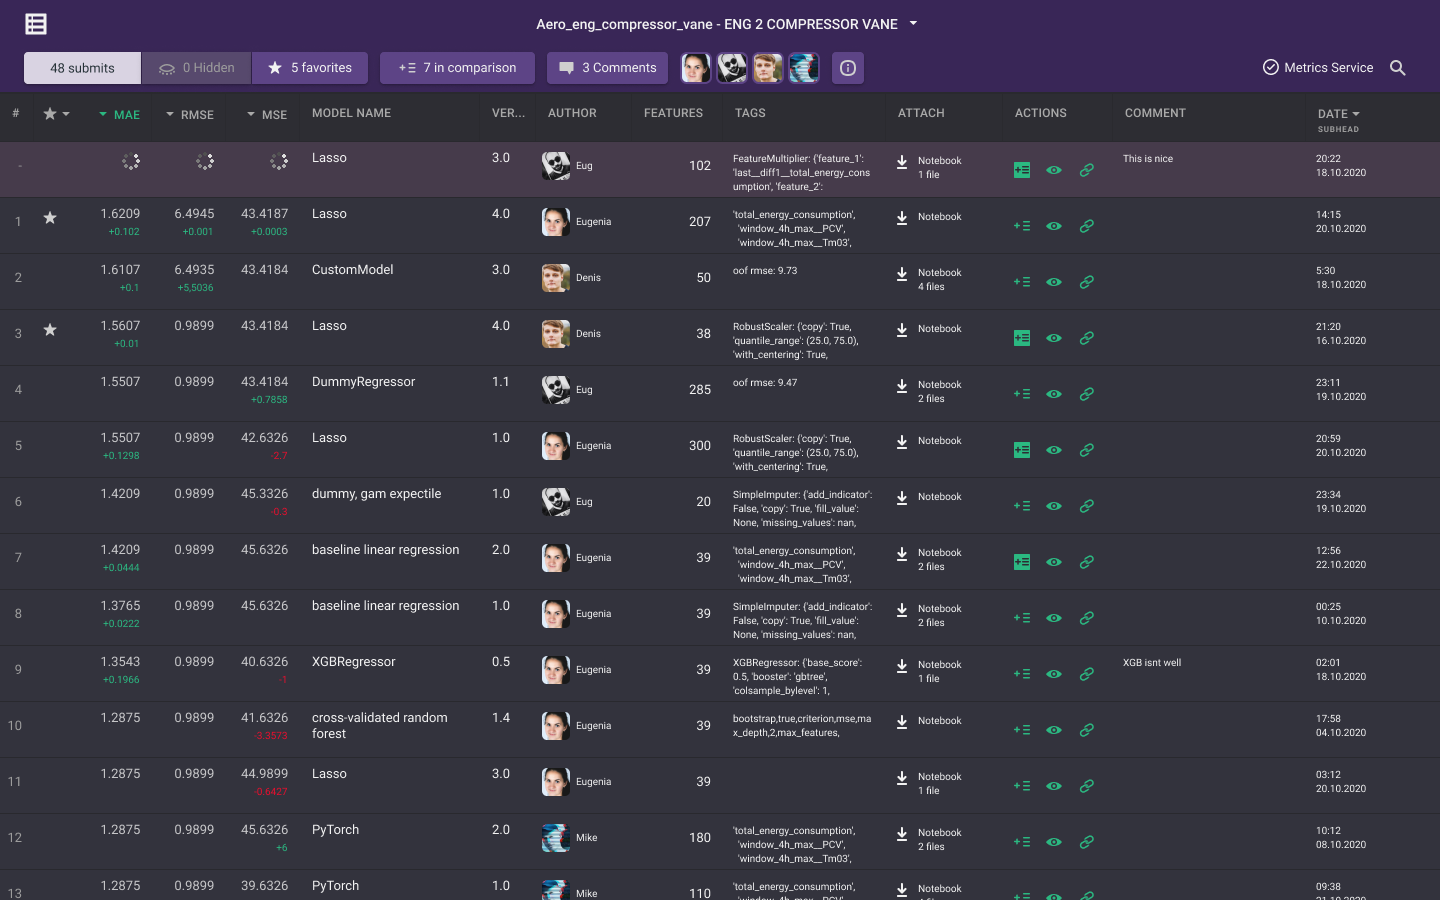 Aero_eng_compressor_vane - ENG 2 COMPRESSOR VANE
48 submits 0 Hidden 5 favorites 7 in comparison 3 Comments Metrics Service
# MAE RMSE MSE MODEL NAME VER... AUTHOR FEATURES TAGS ATTACH ACTIONS COMMENT DATE
SUBHEAD
- Lasso 3.0 Eug 102 FeatureMultiplier: {'feature_1': Notebook This is nice 20:22
'last__diff1__total_energy_cons 1 file 18.10.2020
umption', 'feature_2':
1 1.6209 6.4945 43.4187 Lasso 4.0 Eugenia 207 'total_energy_consumption', Notebook 14:15
+0.102 +0.001 +0.0003 'window_4h_max__PCV', 20.10.2020
'window_4h_max__Tm03',
2 1.6107 6.4935 43.4184 CustomModel 3.0 Denis 50 oof rmse: 9.73 Notebook 5:30
+0.1 +5,5036 4 files 18.10.2020
3 1.5607 0.9899 43.4184 Lasso 4.0 Denis 38 RobustScaler: {'copy': True, Notebook 21:20
+0.01 'quantile_range': (25.0, 75.0), 16.10.2020
'with_centering': True,
4 1.5507 0.9899 43.4184 DummyRegressor 1.1 Eug 285 oof rmse: 9.47 Notebook 23:11
+0.7858 2 files 19.10.2020
5 1.5507 0.9899 42.6326 Lasso 1.0 Eugenia 300 RobustScaler: {'copy': True, Notebook 20:59
+0.1298 -2,7 'quantile_range': (25.0, 75.0), 20.10.2020
'with_centering': True,
6 1.4209 0.9899 45.3326 dummy, gam expectile 1.0 Eug 20 SimpleImputer: {'add_indicator': Notebook 23:34
-0,3 False, 'copy': True, 'fill_value': 19.10.2020
None, 'missing_values': nan,
7 1.4209 0.9899 45.6326 baseline linear regression 2.0 Eugenia 39 'total_energy_consumption', Notebook 12:56
+0.0444 'window_4h_max__PCV', 2 files 22.10.2020
'window_4h_max__Tm03',
8 1.3765 0.9899 45.6326 baseline linear regression 1.0 Eugenia 39 SimpleImputer: {'add_indicator': Notebook 00:25
+0.0222 False, 'copy': True, 'fill_value': 2 files 10.10.2020
None, 'missing_values': nan,
9 1.3543 0.9899 40.6326 XGBRegressor 0.5 Eugenia 39 XGBRegressor: {'base_score': Notebook XGB isnt well 02:01
+0.1966 -1 0.5, 'booster': 'gbtree', 1 file 18.10.2020
'colsample_bylevel': 1,
10 1.2875 0.9899 41.6326 cross-validated random 1.4 Eugenia 39 bootstrap,true,criterion,mse,ma Notebook 17:58
-3.3573 forest x_depth,2,max_features, 04.10.2020
11 1.2875 0.9899 44.9899 Lasso 3.0 Eugenia 39 Notebook 03:12
-0.6427 1 file 20.10.2020
12 1.2875 0.9899 45.6326 PyTorch 2.0 Mike 180 'total_energy_consumption', Notebook 10:12
+6 'window_4h_max__PCV', 2 files 08.10.2020
'window_4h_max__Tm03',
13 1.2875 0.9899 39.6326 PyTorch 1.0 Mike 110 'total_energy_consumption', Notebook 09:38